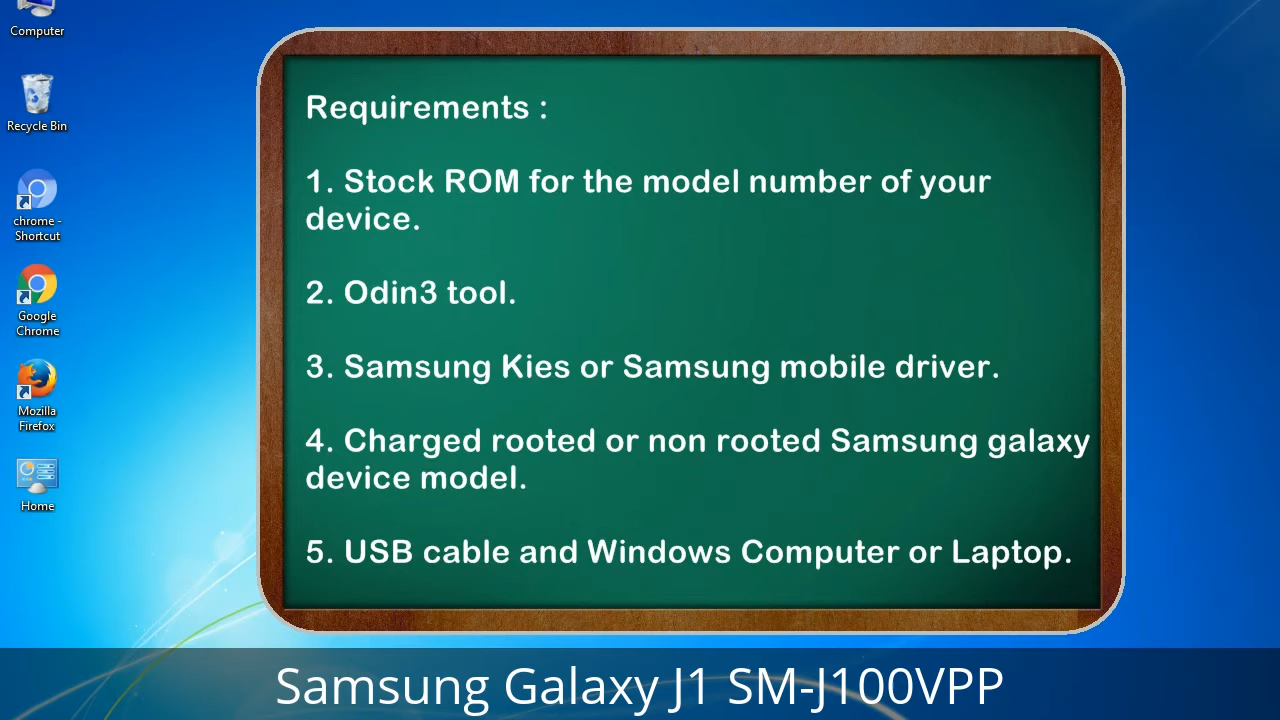 Computer
Recycle Bin
chrome -
Shortcut
Google
Chrome
Mozilla
Firefox
Home
Requirements :
1. Stock ROM for the model number of your
device.
2. Odin3 tool.
3. Samsung Kies or Samsung mobile driver.
4. Charged rooted or non rooted Samsung galaxy
device model.
5. USB cable and Windows Computer or Laptop.
Samsung Galaxy J1 SM-J100VPP